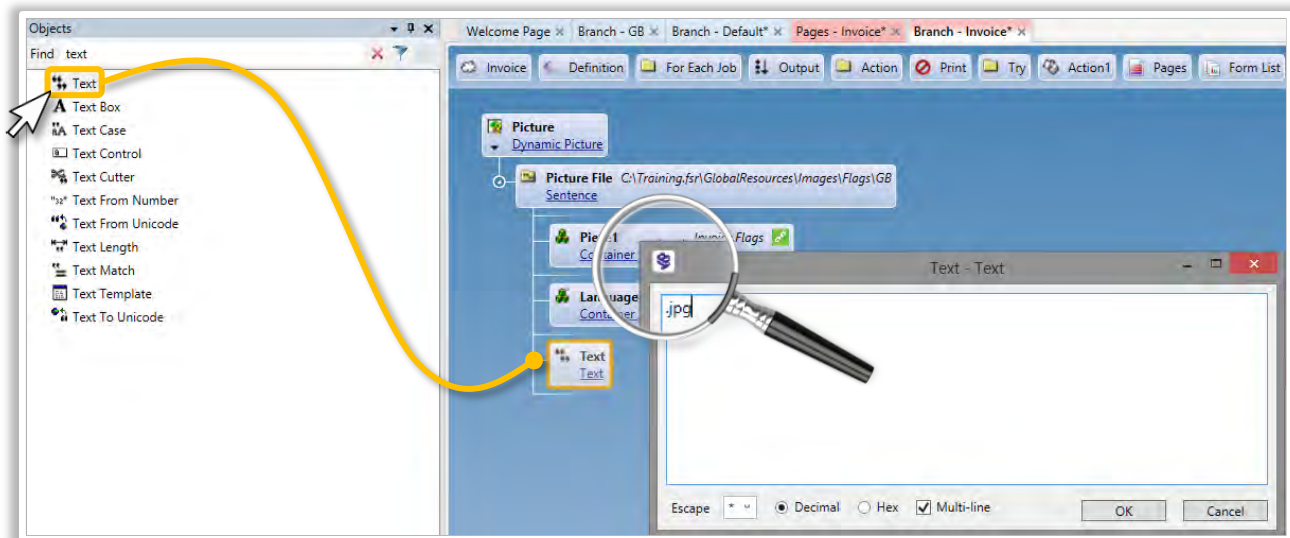 Objects
Find text
Text
Text Box
Text Case
Text Control
Text Cutter
Text From Number
Text From Unicode
Text Length
Text Match
Text Template
Text To Unicode
Welcome Page × Branch - GB × Branch - Default* × Pages - Invoice* × Branch - Invoice* ×
Invoice Definition For Each Job Output Action Print Try Action1 Pages Form List
Picture
Dynamic Picture
Picture File C:\Training.fsr\GlobalResources\Images\Flags\GB
Sentence
Flags
Container
Language
Container
Text
Text
Text - Text
.jpg
Escape * Decimal Hex Multi-line OK Cancel